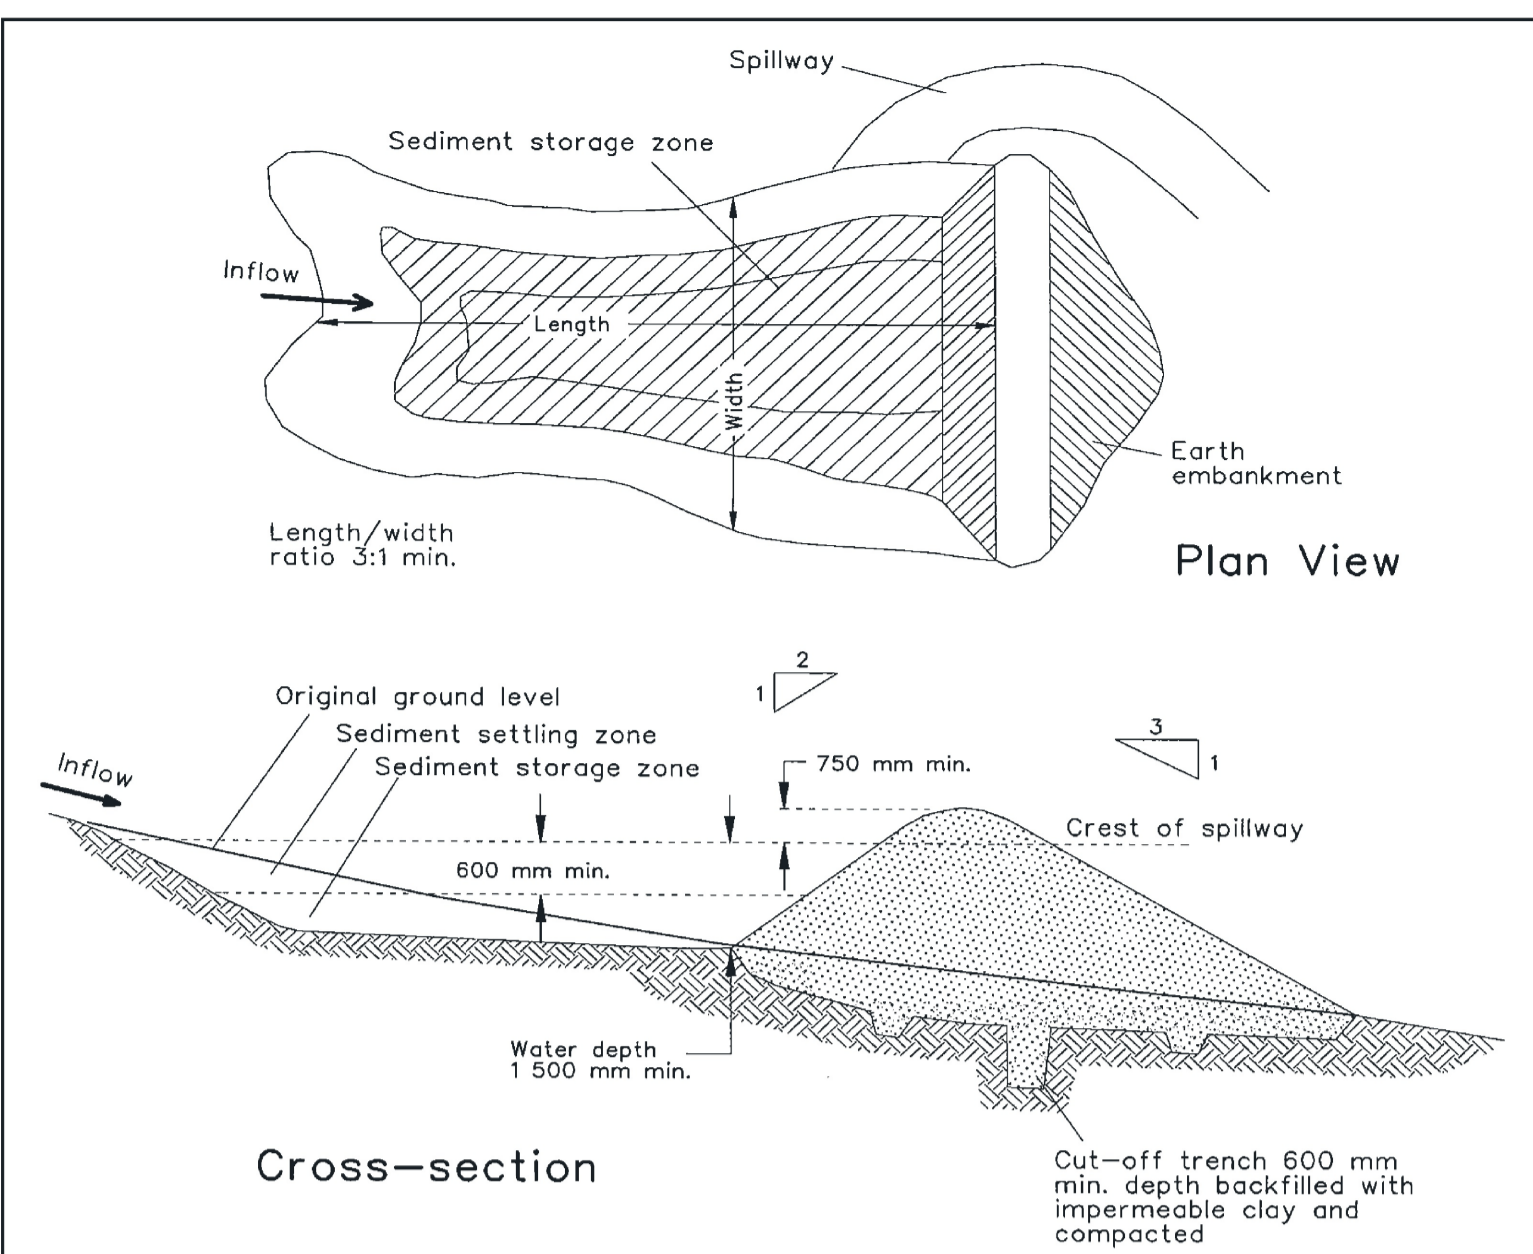 Spillway
Sediment storage zone
Inflow
Length
Width
Earth
embankment
Length/width
ratio 3:1 min.
Plan View
2
1
Original ground level
Sediment settling zone
3
1
Inflow
Sediment storage zone
750 mm min.
Crest of spillway
600 mm min.
Water depth
1 500 mm min.
Cross-section
Cut-off trench 600 mm
min. depth backfilled with
impermeable clay and
compacted